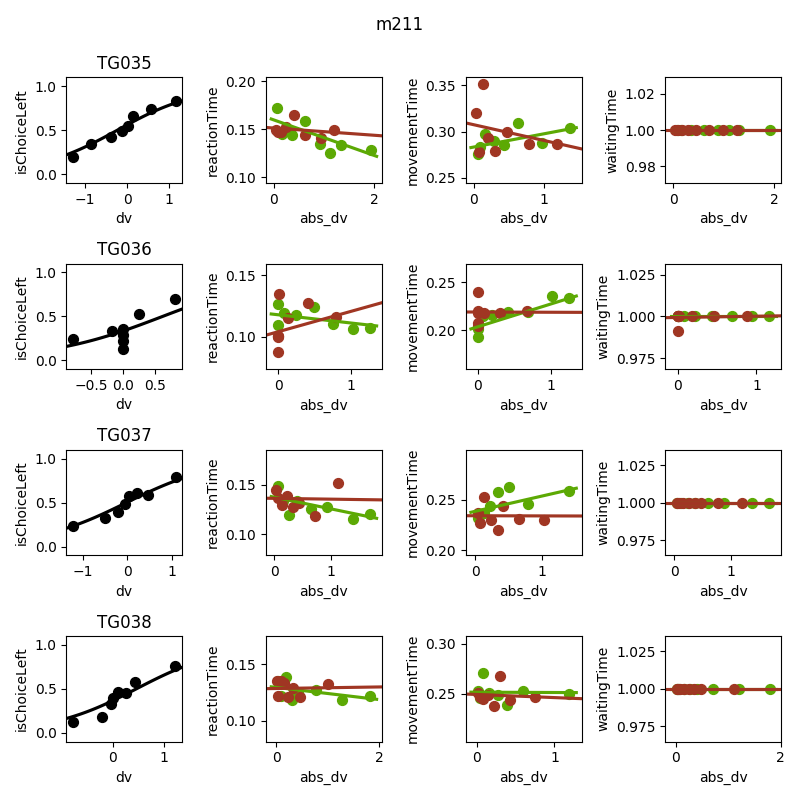 m211
TG035
isChoiceLeft
1.0
0.5
0.0
−1 0 1
dv
reactionTime
0.20
0.15
0.10
0 2
abs_dv
movementTime
0.35
0.30
0.25
0 1
abs_dv
waitingTime
1.02
1.00
0.98
0 2
abs_dv
TG036
isChoiceLeft
1.0
0.5
0.0
−0.5 0.0 0.5
dv
reactionTime
0.15
0.10
0 1
abs_dv
movementTime
0.25
0.20
0 1
abs_dv
waitingTime
1.025
1.000
0.975
0 1
abs_dv
TG037
isChoiceLeft
1.0
0.5
0.0
−1 0 1
dv
reactionTime
0.15
0.10
0 1
abs_dv
movementTime
0.25
0.20
0 1
abs_dv
waitingTime
1.025
1.000
0.975
0 1
abs_dv
TG038
isChoiceLeft
1.0
0.5
0.0
0 1
dv
reactionTime
0.15
0.10
0 2
abs_dv
movementTime
0.30
0.25
0 1
abs_dv
waitingTime
1.025
1.000
0.975
0 2
abs_dv